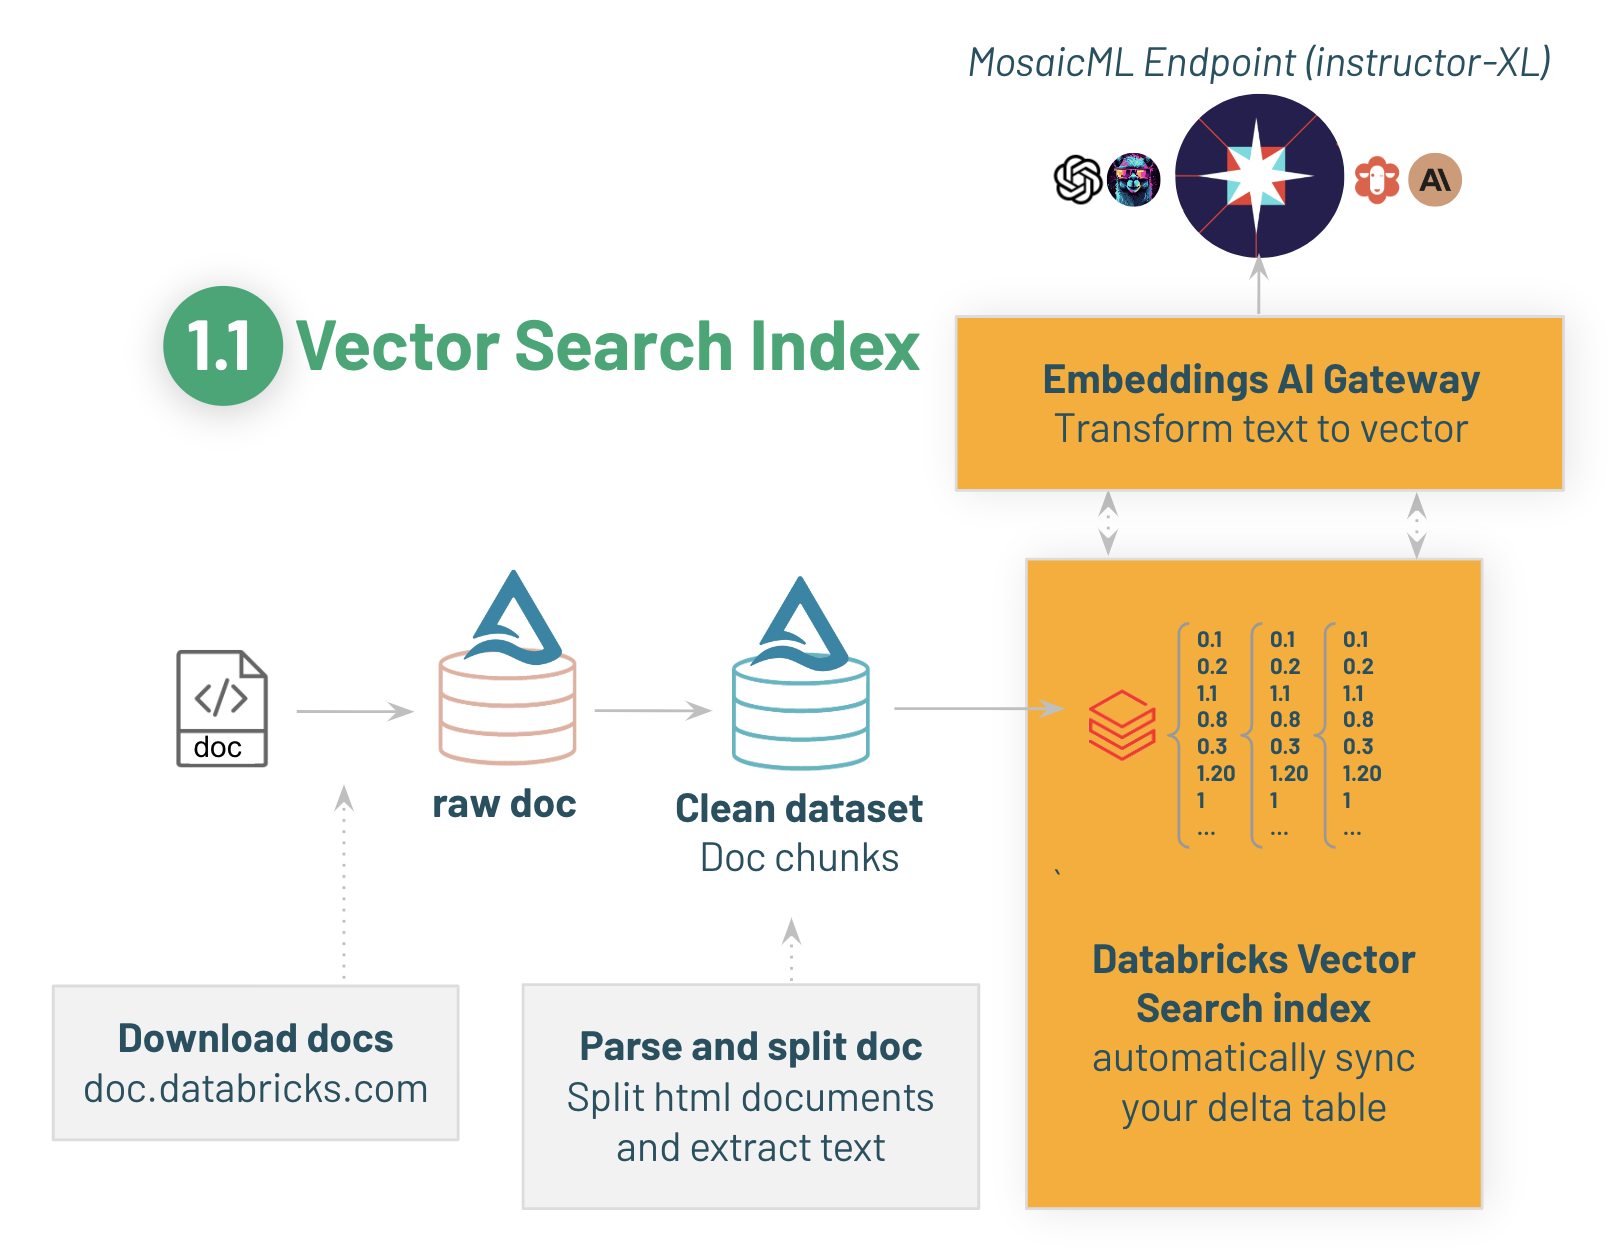 MosaicML Endpoint (instructor-XL)
1.1 Vector Search Index
Embeddings AI Gateway
Transform text to vector
doc
raw doc
Clean dataset
Doc chunks
0.1 0.1 0.1
0.2 0.2 0.2
1.1 1.1 1.1
0.8 0.8 0.8
0.3 0.3 0.3
1.20 1.20 1.20
1 1 1
... ... ...
`
Download docs
doc.databricks.com
Parse and split doc
Split html documents
and extract text
Databricks Vector
Search index
automatically sync
your delta table